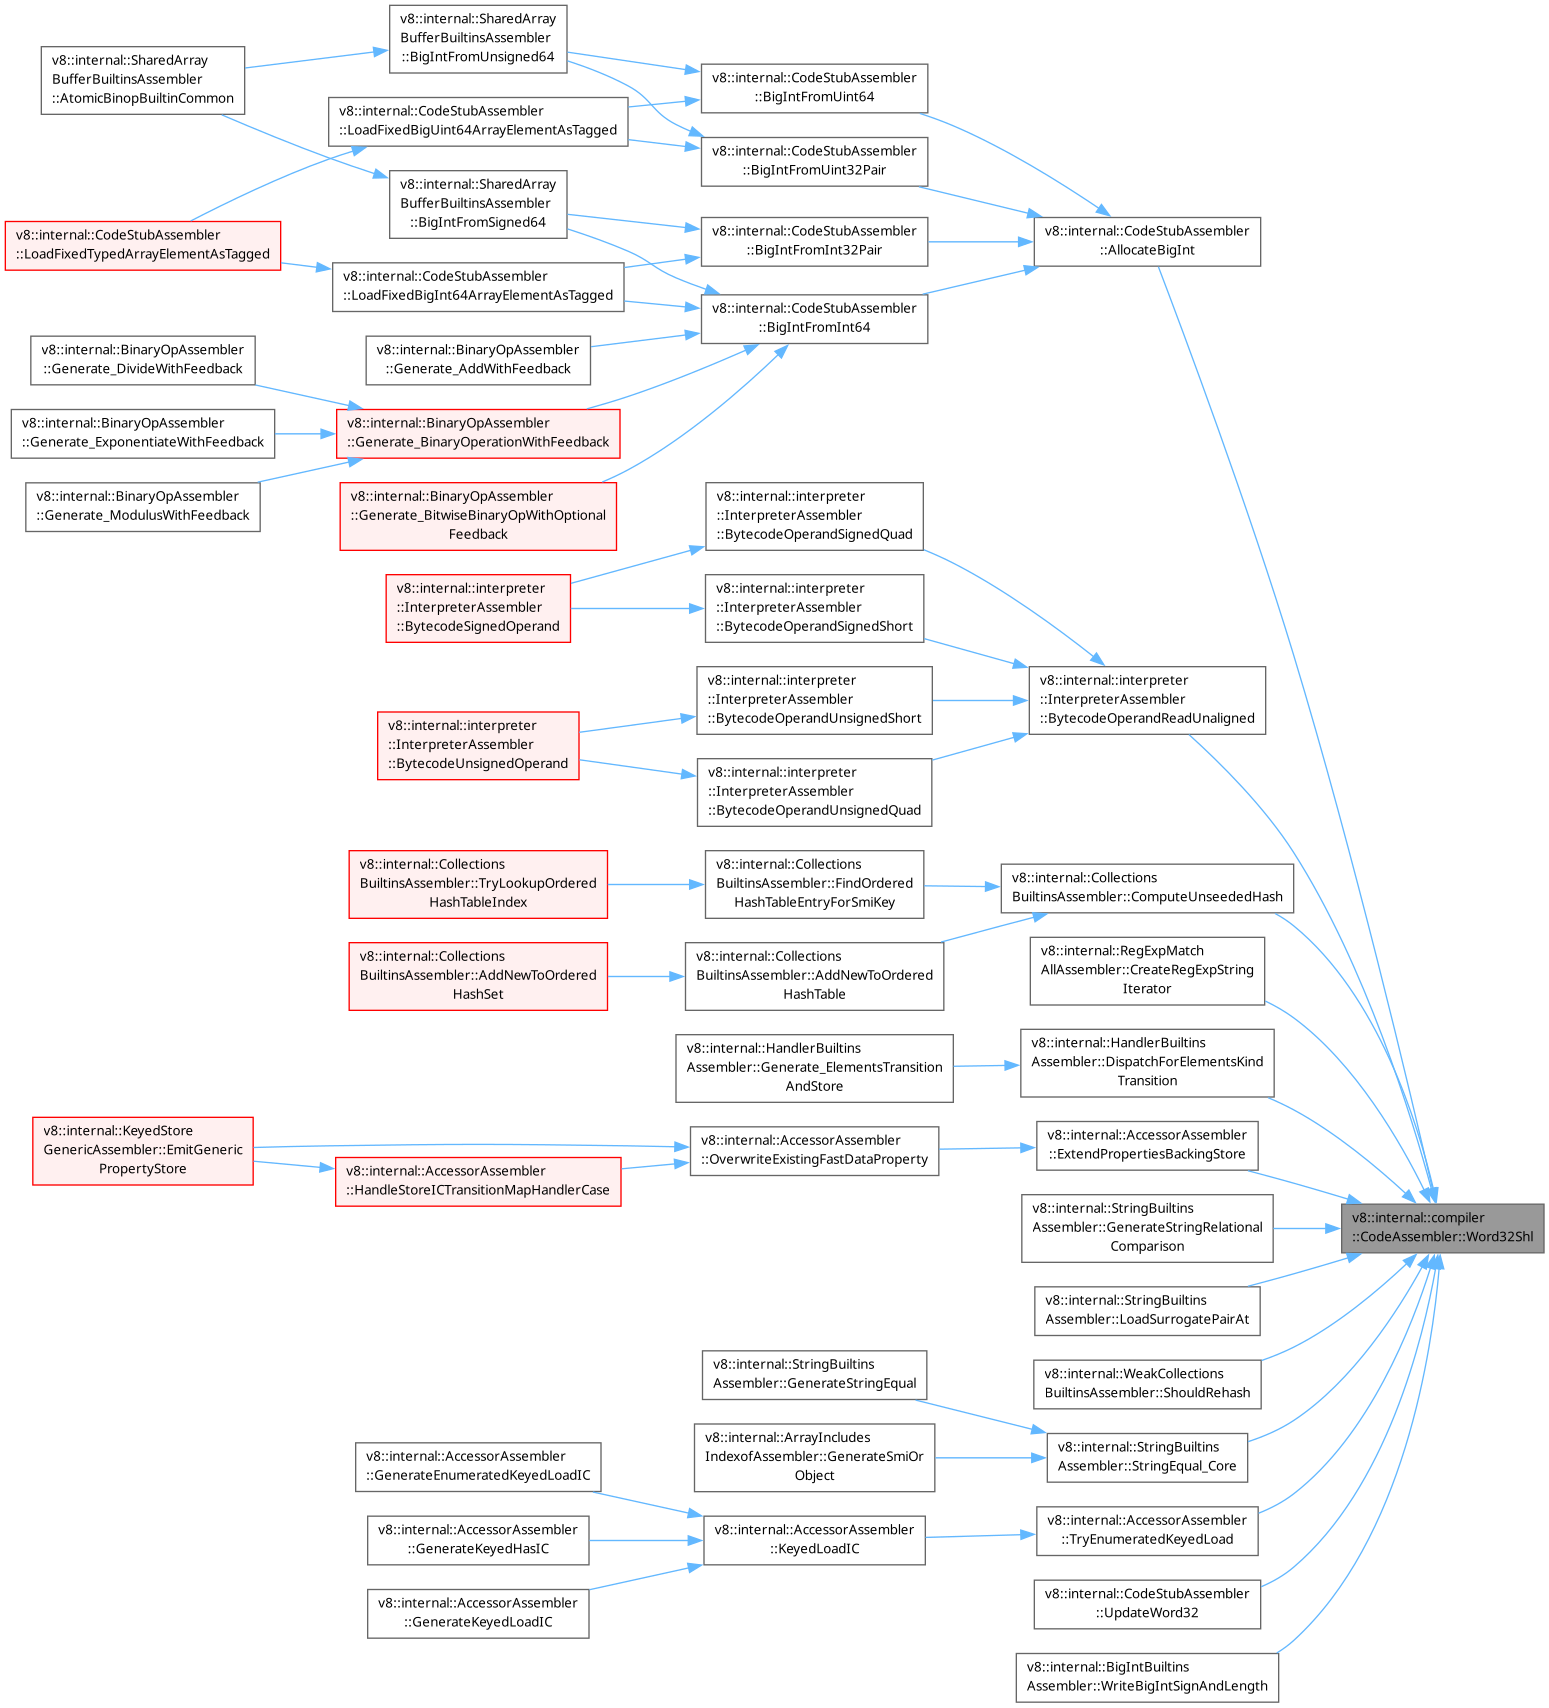 v8::internal::SharedArray
BufferBuiltinsAssembler
::BigIntFromUnsigned64
v8::internal::SharedArray
BufferBuiltinsAssembler
::AtomicBinopBuiltinCommon
v8::internal::CodeStubAssembler
::BigIntFromUint64
v8::internal::CodeStubAssembler
::LoadFixedBigUint64ArrayElementAsTagged
v8::internal::CodeStubAssembler
::BigIntFromUint32Pair
v8::internal::SharedArray
BufferBuiltinsAssembler
::BigIntFromSigned64
v8::internal::CodeStubAssembler
::LoadFixedTypedArrayElementAsTagged
v8::internal::CodeStubAssembler
::BigIntFromInt32Pair
v8::internal::CodeStubAssembler
::AllocateBigInt
v8::internal::CodeStubAssembler
::LoadFixedBigInt64ArrayElementAsTagged
v8::internal::CodeStubAssembler
::BigIntFromInt64
v8::internal::BinaryOpAssembler
::Generate_DivideWithFeedback
v8::internal::BinaryOpAssembler
::Generate_AddWithFeedback
v8::internal::BinaryOpAssembler
::Generate_ExponentiateWithFeedback
v8::internal::BinaryOpAssembler
::Generate_BinaryOperationWithFeedback
v8::internal::BinaryOpAssembler
::Generate_ModulusWithFeedback
v8::internal::BinaryOpAssembler
::Generate_BitwiseBinaryOpWithOptional
Feedback
v8::internal::interpreter
::InterpreterAssembler
::BytecodeOperandSignedQuad
v8::internal::interpreter
::InterpreterAssembler
::BytecodeSignedOperand
v8::internal::interpreter
::InterpreterAssembler
::BytecodeOperandSignedShort
v8::internal::interpreter
::InterpreterAssembler
::BytecodeOperandUnsignedShort
v8::internal::interpreter
::InterpreterAssembler
::BytecodeOperandReadUnaligned
v8::internal::interpreter
::InterpreterAssembler
::BytecodeUnsignedOperand
v8::internal::interpreter
::InterpreterAssembler
::BytecodeOperandUnsignedQuad
v8::internal::Collections
BuiltinsAssembler::TryLookupOrdered
HashTableIndex
v8::internal::Collections
BuiltinsAssembler::FindOrdered
HashTableEntryForSmiKey
v8::internal::Collections
BuiltinsAssembler::ComputeUnseededHash
v8::internal::Collections
BuiltinsAssembler::AddNewToOrdered
HashSet
v8::internal::Collections
BuiltinsAssembler::AddNewToOrdered
HashTable
v8::internal::RegExpMatch
AllAssembler::CreateRegExpString
Iterator
v8::internal::HandlerBuiltins
Assembler::Generate_ElementsTransition
AndStore
v8::internal::HandlerBuiltins
Assembler::DispatchForElementsKind
Transition
v8::internal::KeyedStore
GenericAssembler::EmitGeneric
PropertyStore
v8::internal::AccessorAssembler
::HandleStoreICTransitionMapHandlerCase
v8::internal::AccessorAssembler
::OverwriteExistingFastDataProperty
v8::internal::AccessorAssembler
::ExtendPropertiesBackingStore
v8::internal::StringBuiltins
Assembler::GenerateStringRelational
Comparison
v8::internal::compiler
::CodeAssembler::Word32Shl
v8::internal::StringBuiltins
Assembler::LoadSurrogatePairAt
v8::internal::WeakCollections
BuiltinsAssembler::ShouldRehash
v8::internal::StringBuiltins
Assembler::GenerateStringEqual
v8::internal::ArrayIncludes
IndexofAssembler::GenerateSmiOr
Object
v8::internal::StringBuiltins
Assembler::StringEqual_Core
v8::internal::AccessorAssembler
::GenerateEnumeratedKeyedLoadIC
v8::internal::AccessorAssembler
::GenerateKeyedHasIC
v8::internal::AccessorAssembler
::KeyedLoadIC
v8::internal::AccessorAssembler
::TryEnumeratedKeyedLoad
v8::internal::AccessorAssembler
::GenerateKeyedLoadIC
v8::internal::CodeStubAssembler
::UpdateWord32
v8::internal::BigIntBuiltins
Assembler::WriteBigIntSignAndLength